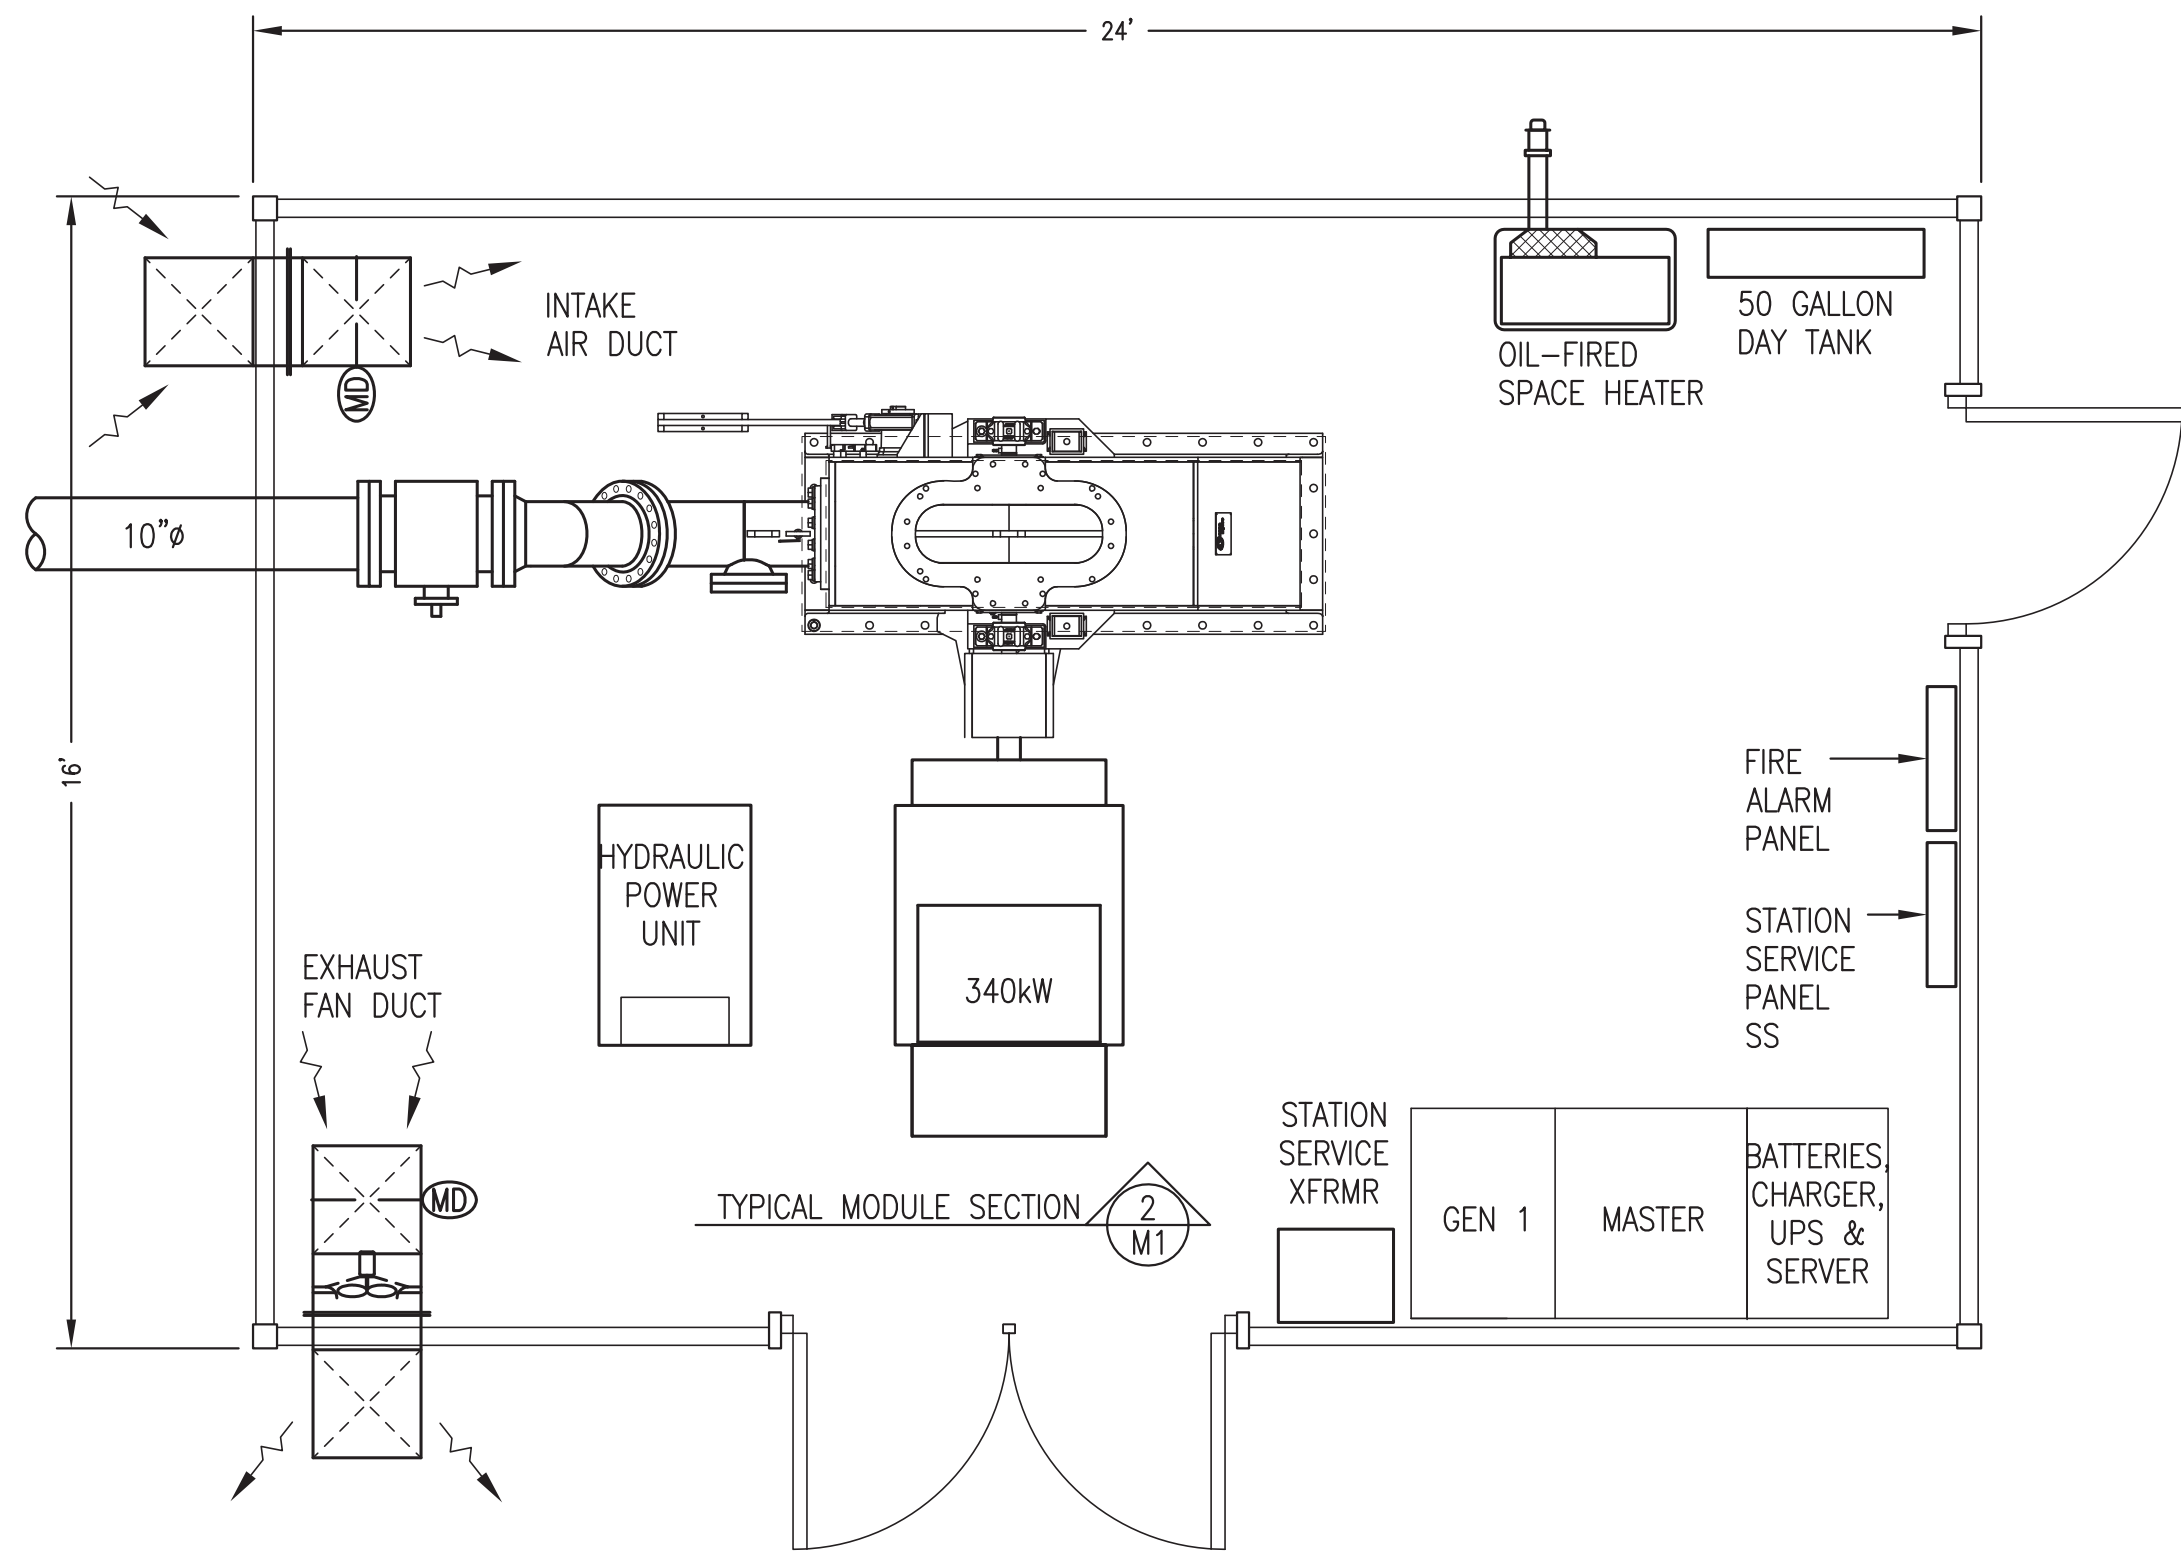 24'
INTAKE
AIR DUCT
MD
50 GALLON
DAY TANK
OIL-FIRED
SPACE HEATER
10"ø
16'
FIRE
ALARM
PANEL
HYDRAULIC
POWER
UNIT
STATION
SERVICE
PANEL
SS
EXHAUST
FAN DUCT
340kW
STATION
SERVICE
XFRMR
BATTERIES,
CHARGER,
UPS &
SERVER
GEN 1
MASTER
MD
TYPICAL MODULE SECTION
2
M1